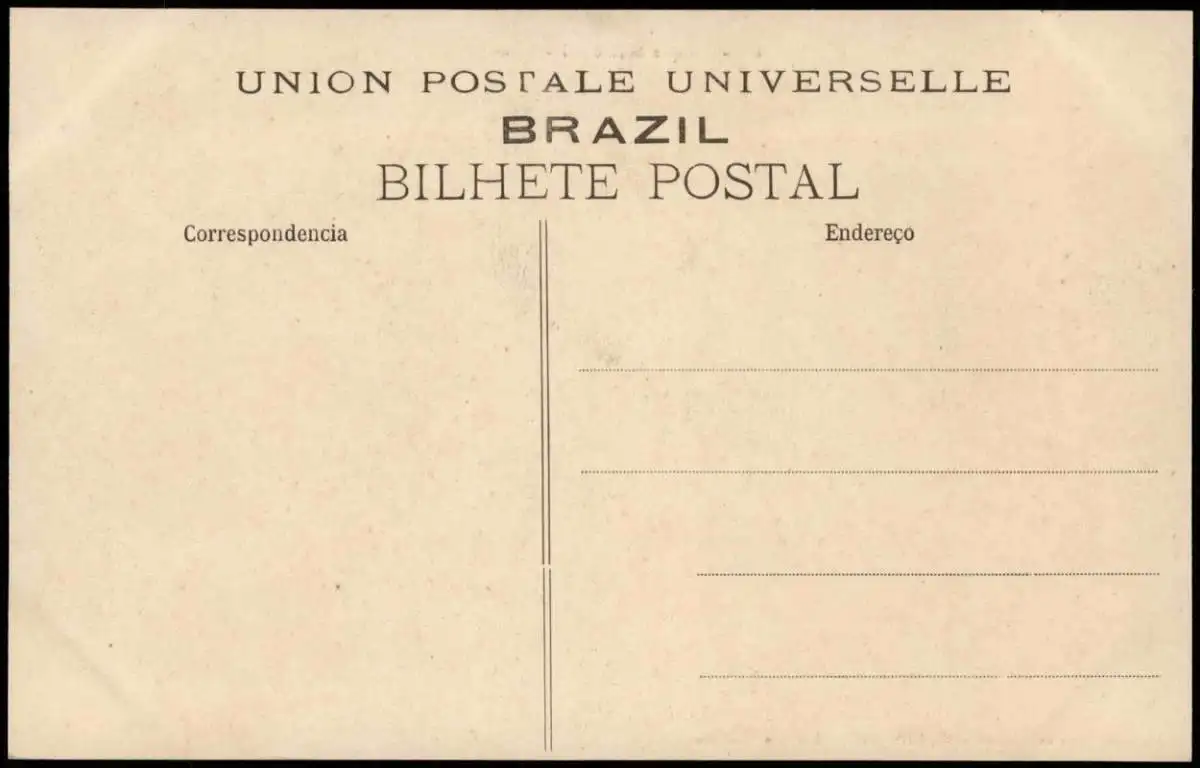 UNION POSTALE UNIVERSELLE
BRAZIL
BILHETE POSTAL
Correspondencia
Endereço